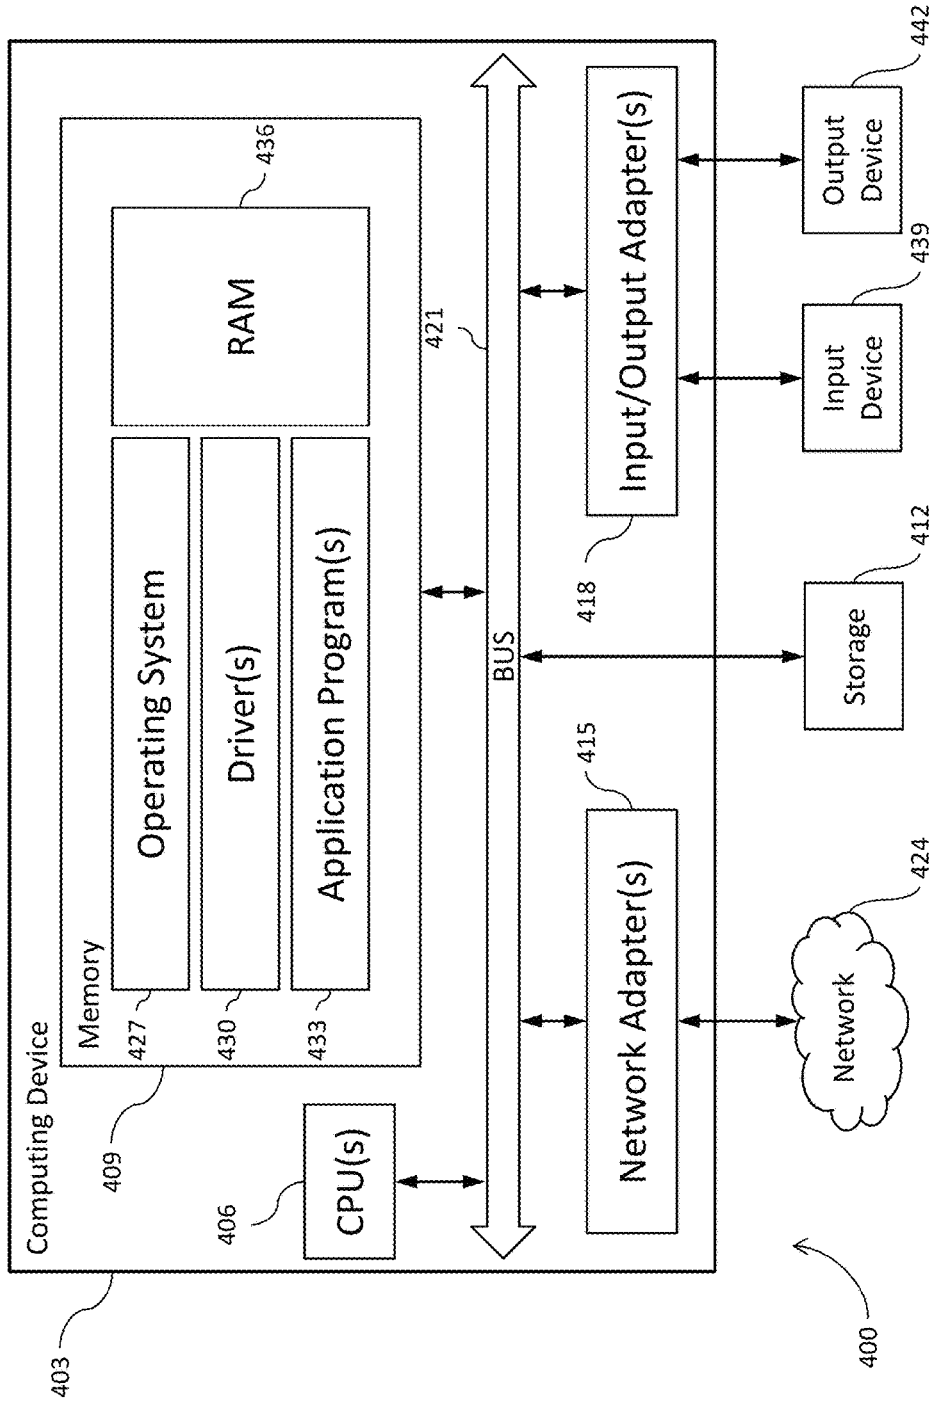 403
Computing Device
409
Memory
427
Operating System
430
Driver(s)
433
Application Program(s)
RAM
436
406
CPU(s)
421
BUS
Network Adapter(s)
415
418
Input/Output Adapter(s)
400
Network
424
Storage
412
Input
Device
439
Output
Device
442